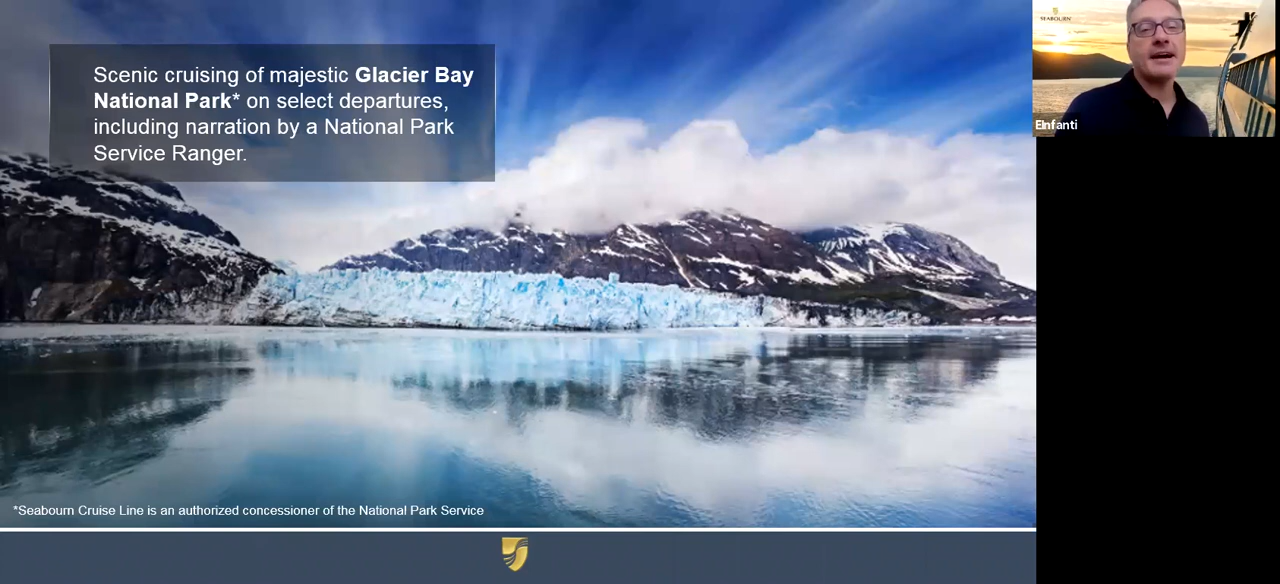 Scenic cruising of majestic Glacier Bay
National Park* on select departures,
including narration by a National Park
Service Ranger.
*Seabourn Cruise Line is an authorized concessioner of the National Park Service
SEABOURN